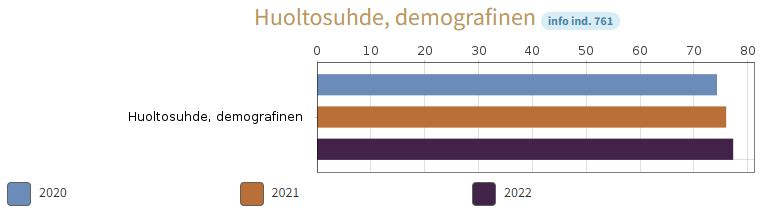 Huoltosuhde, demografinen info ind. 761
0 10 20 30 40 50 60 70 80
Huoltosuhde, demografinen
2020 2021 2022